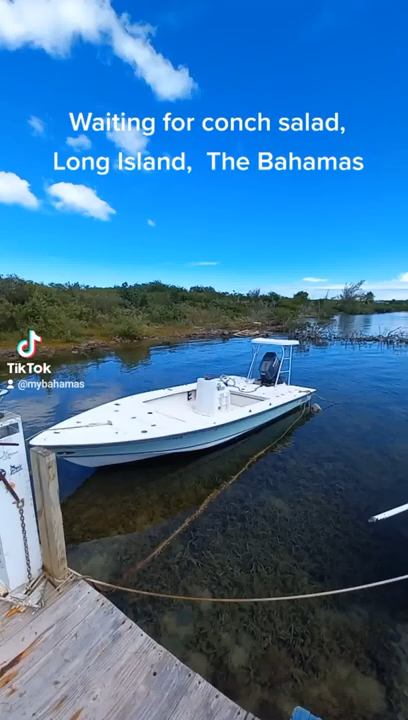 Waiting for conch salad,
Long Island, The Bahamas
TikTok
@mybahamas